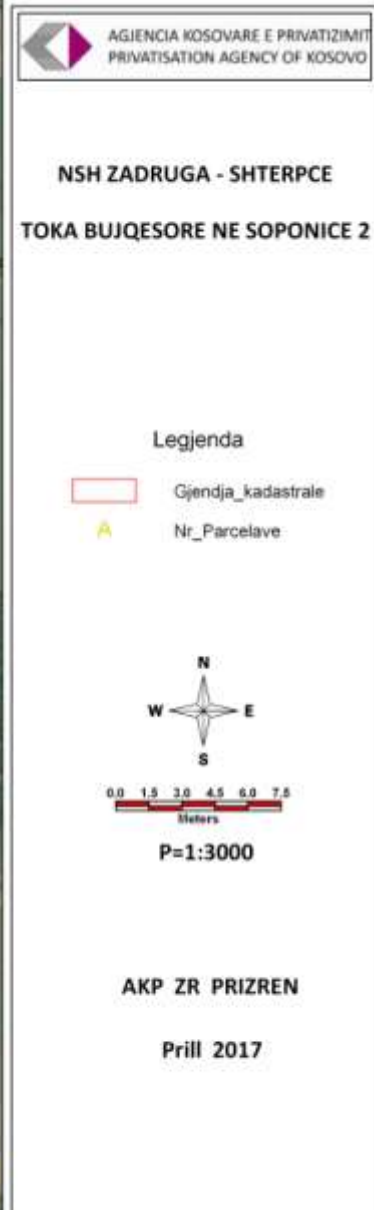 AGJENCIA KOSOVARE E PRIVATIZIMIT
PRIVATISATION AGENCY OF KOSOVO
NSH ZADRUGA - SHTERPCE
TOKA BUJQESORE NE SOPONICE 2
Legjenda
Gjendja_kadastrale
A Nr_Parcelave
N
W E
S
0.0 1.5 3.0 4.5 6.0 7.5
Meters
P=1:3000
AKP ZR PRIZREN
Prill 2017